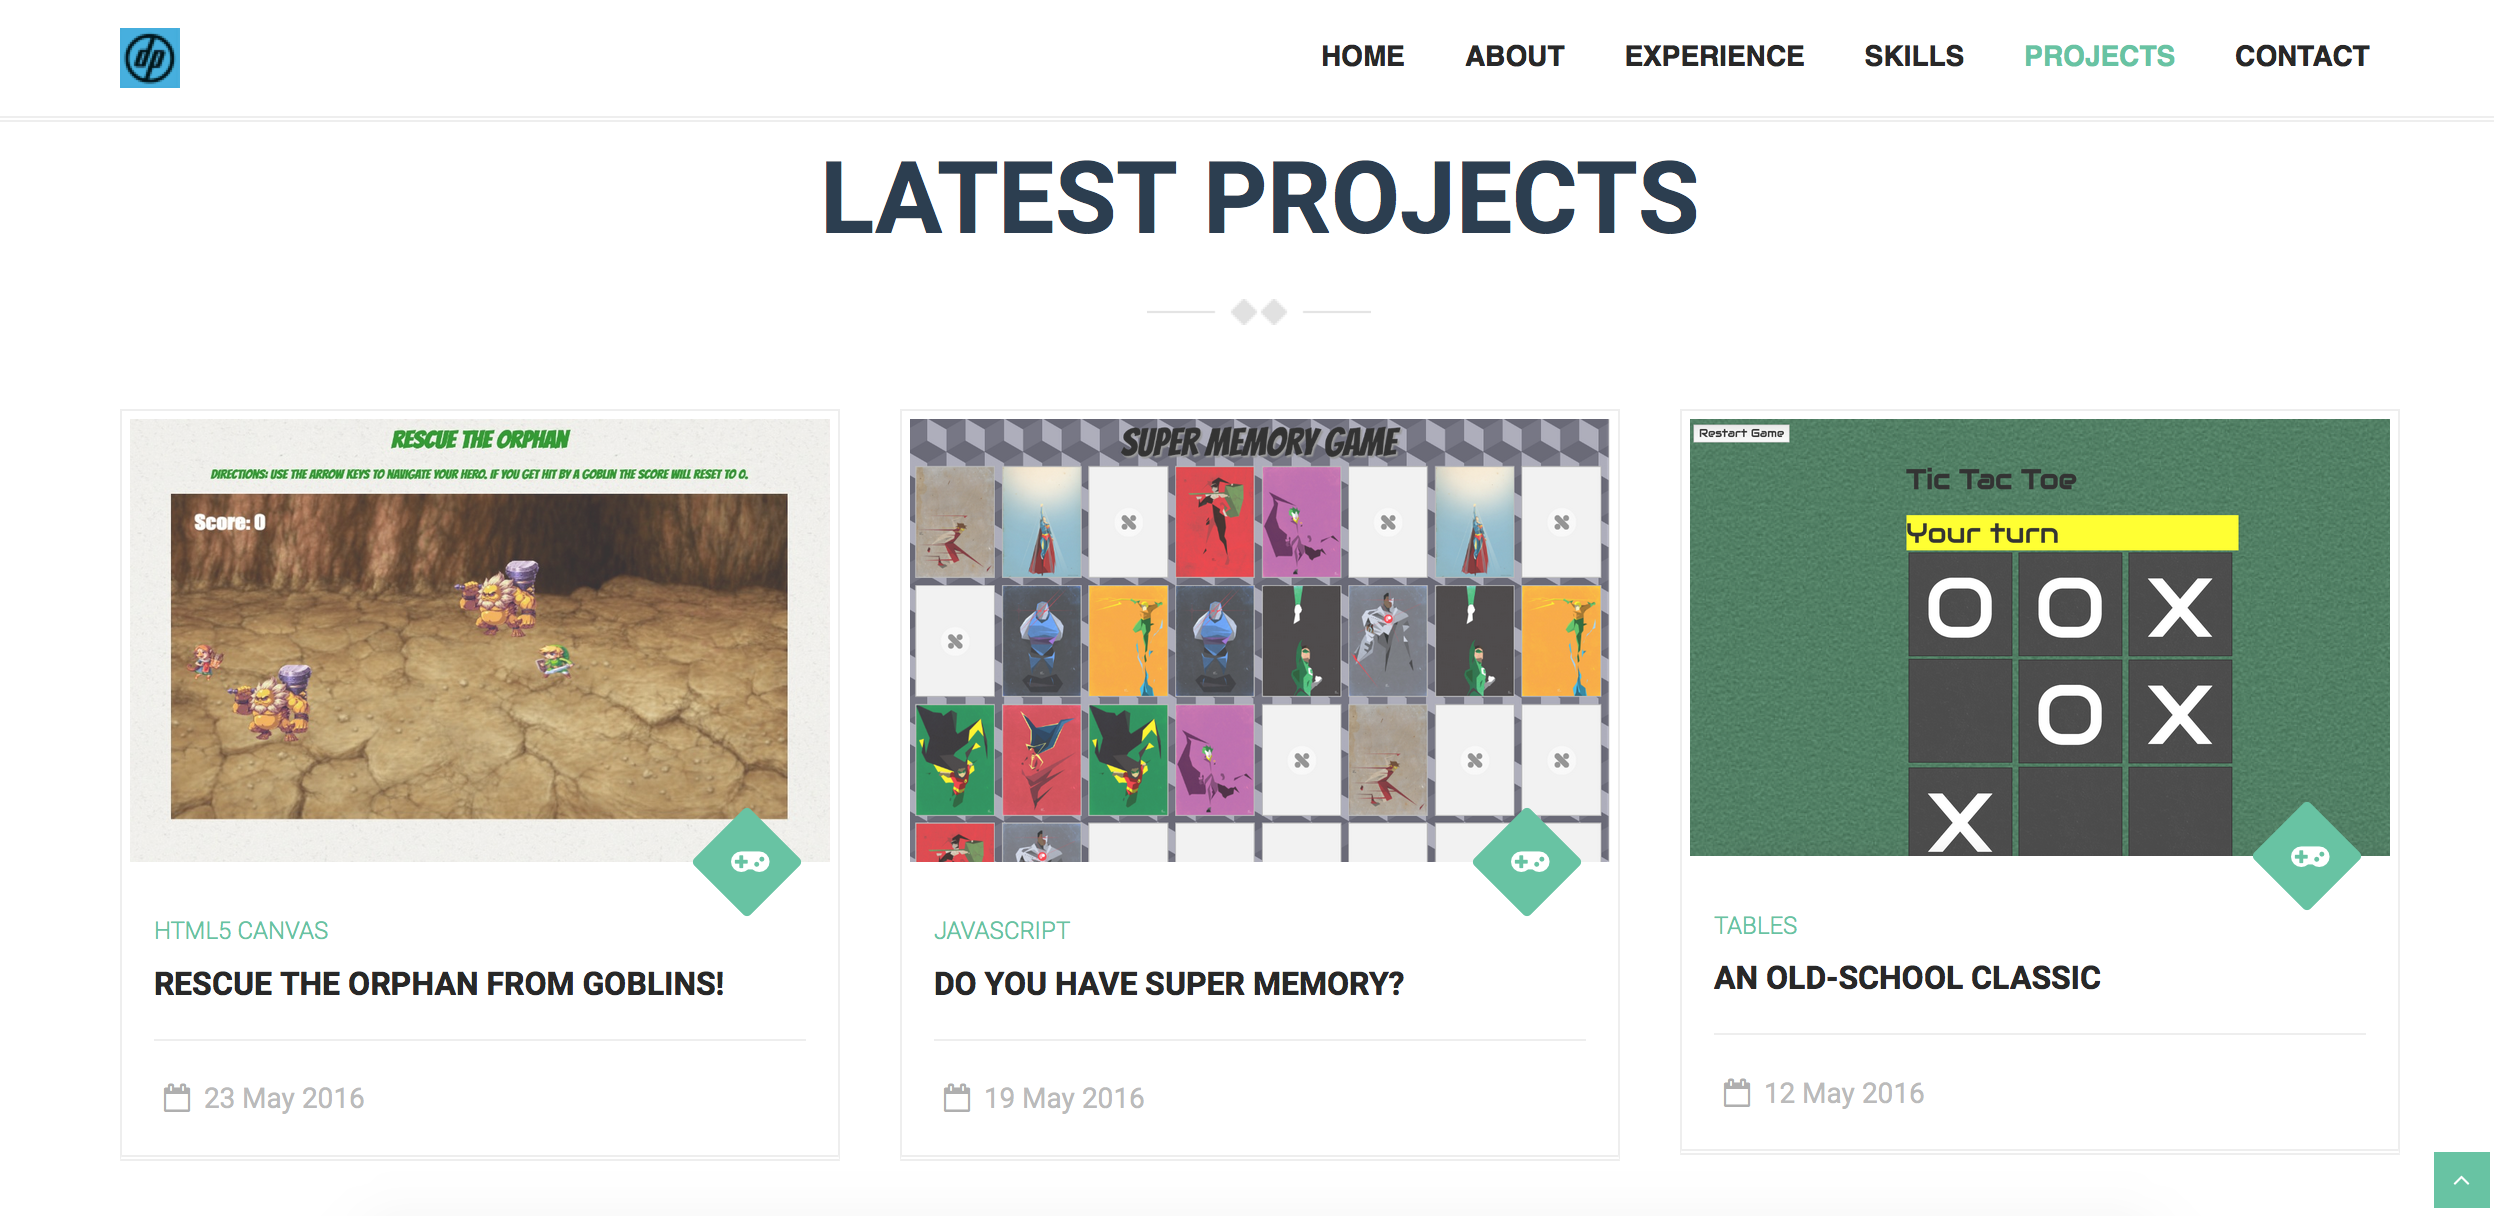 dp
HOME ABOUT EXPERIENCE SKILLS PROJECTS CONTACT
LATEST PROJECTS
RESCUE THE ORPHAN
DIRECTIONS: USE THE ARROW KEYS TO NAVIGATE YOUR HERO. IF YOU GET HIT BY A GOBLIN THE SCORE WILL RESET TO 0.
Score: 0
HTML5 CANVAS
RESCUE THE ORPHAN FROM GOBLINS!
23 May 2016
SUPER MEMORY GAME
JAVASCRIPT
DO YOU HAVE SUPER MEMORY?
19 May 2016
Restart Game
Tic Tac Toe
Your turn
O O X
O X
X
TABLES
AN OLD-SCHOOL CLASSIC
12 May 2016